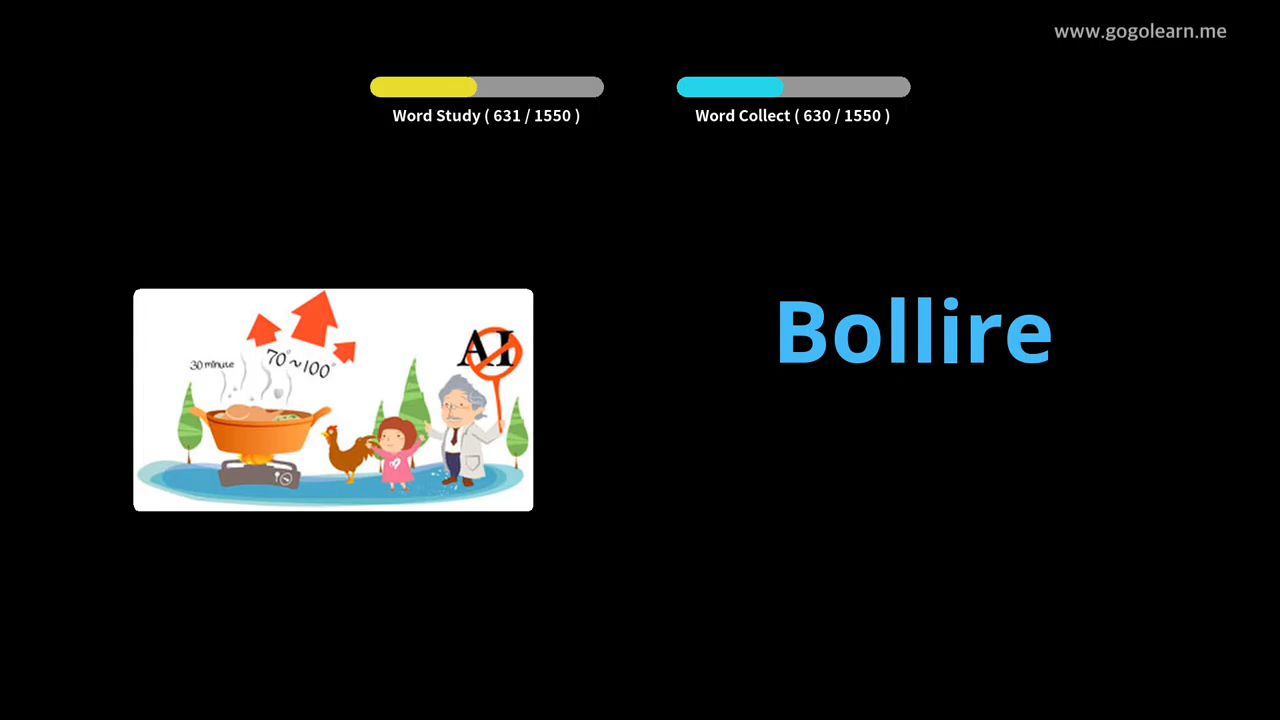 www.gogolearn.me
Word Study ( 631 / 1550 )
Word Collect ( 630 / 1550 )
30 minute
70°~100°
AI
Bollire